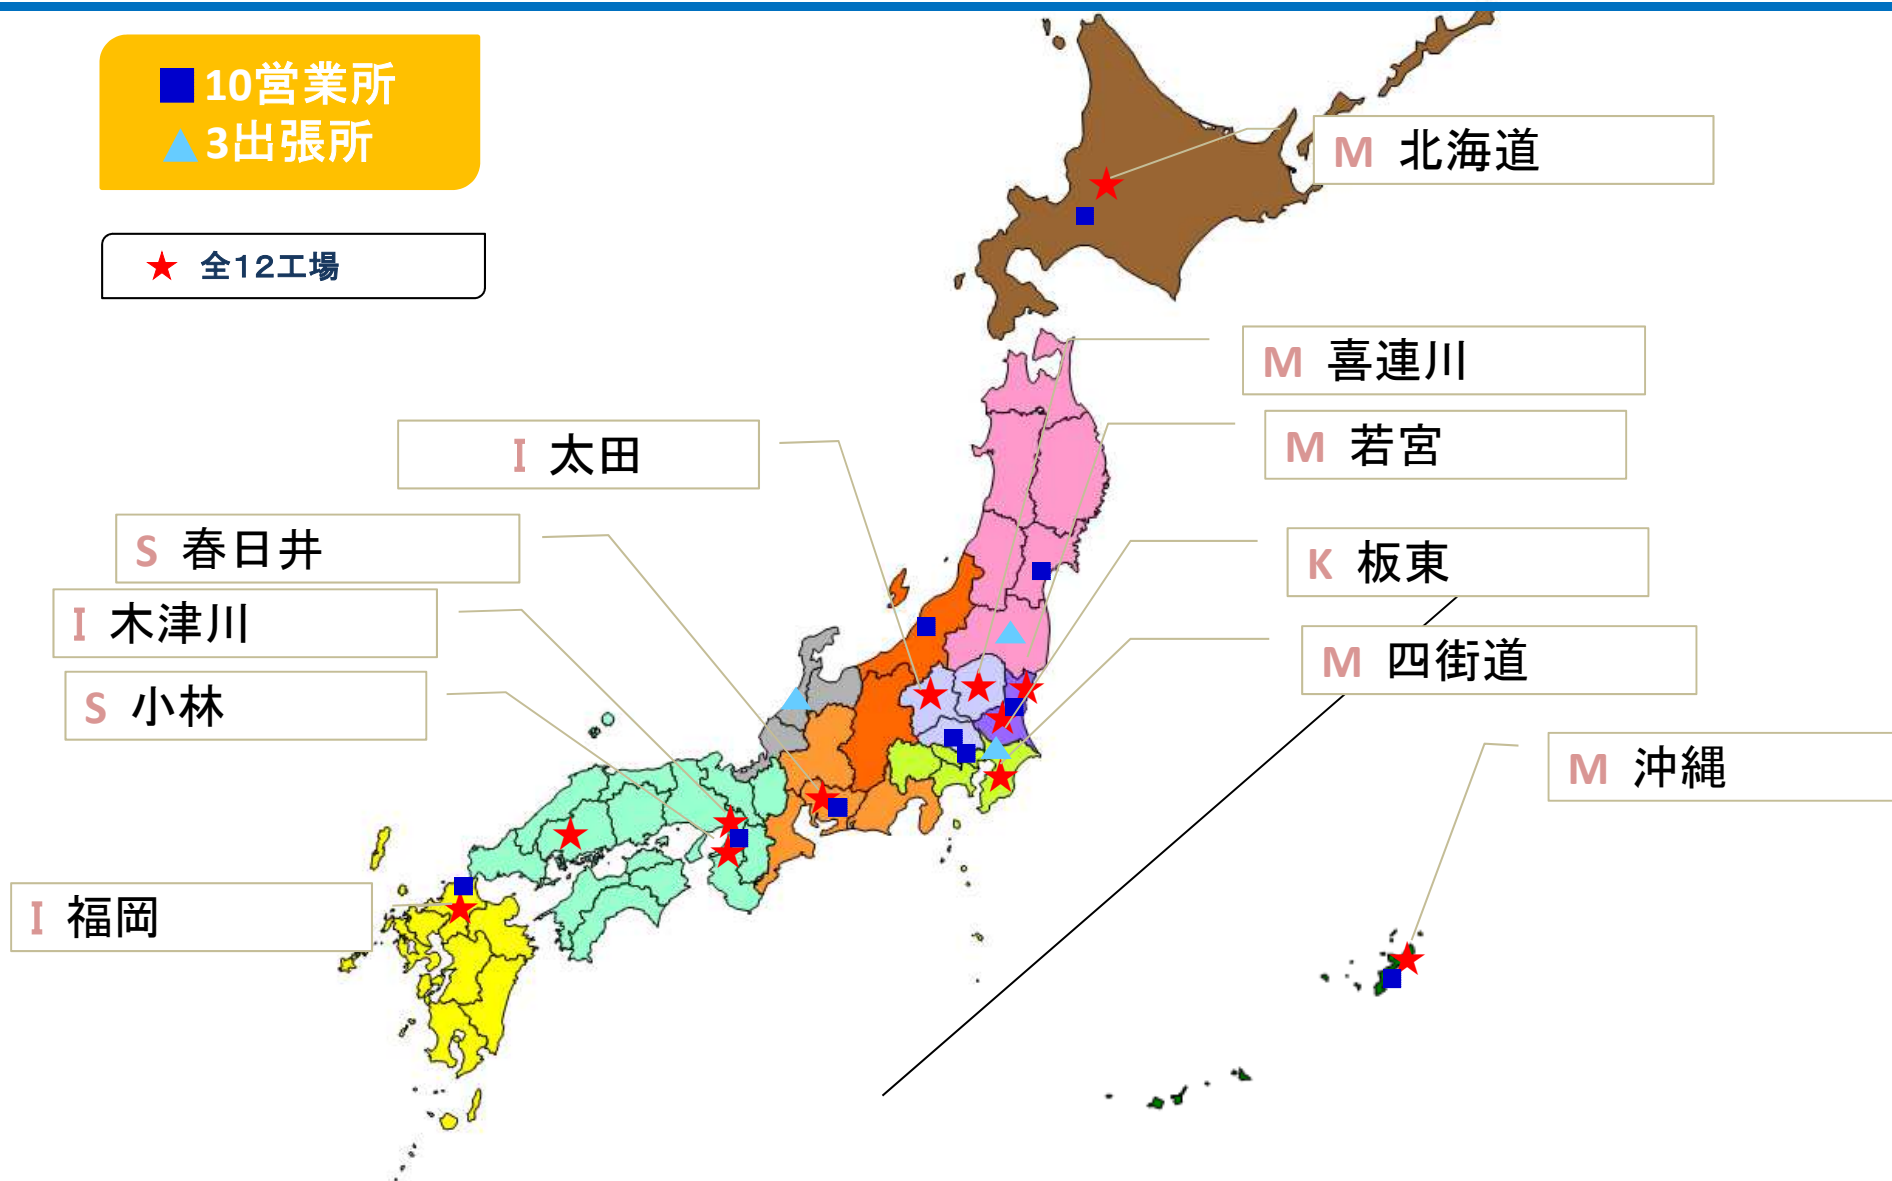 10営業所
3出張所
全12工場
M 北海道
M 喜連川
M 若宮
I 太田
S 春日井
K 板東
I 木津川
M 四街道
S 小林
M 沖縄
I 福岡